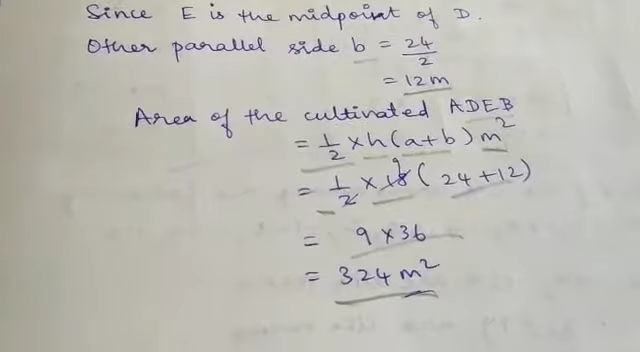 Since E is the midpoint of D.
Other parallel side b = 24/2
= 12m
Area of the cultivated ADEB
= 1/2 × h (a+b) m²
= 1/2 × 18 9 ( 24+12)
= 9 × 36
= 324 m²